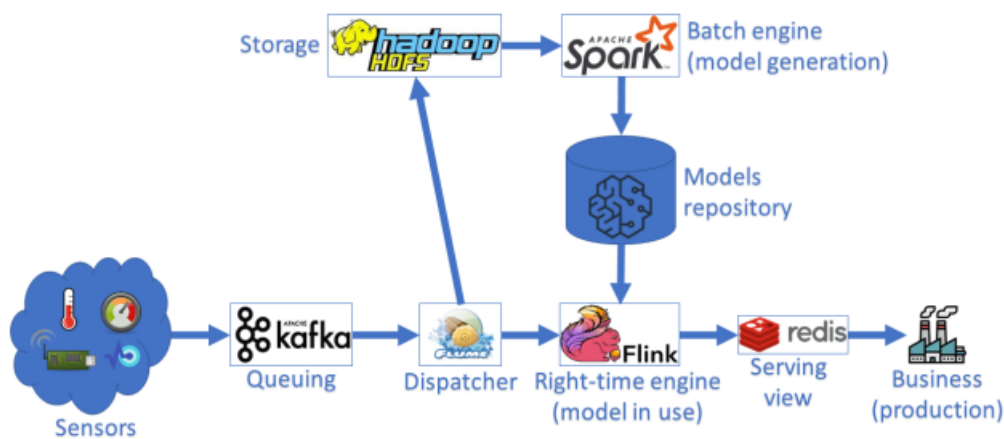 Storage
hadoop
HDFS
APACHE
Spark
Batch engine
(model generation)
Models
repository
Sensors
APACHE
kafka
Queuing
FLUME
Dispatcher
Flink
Right-time engine
(model in use)
redis
Serving
view
Business
(production)